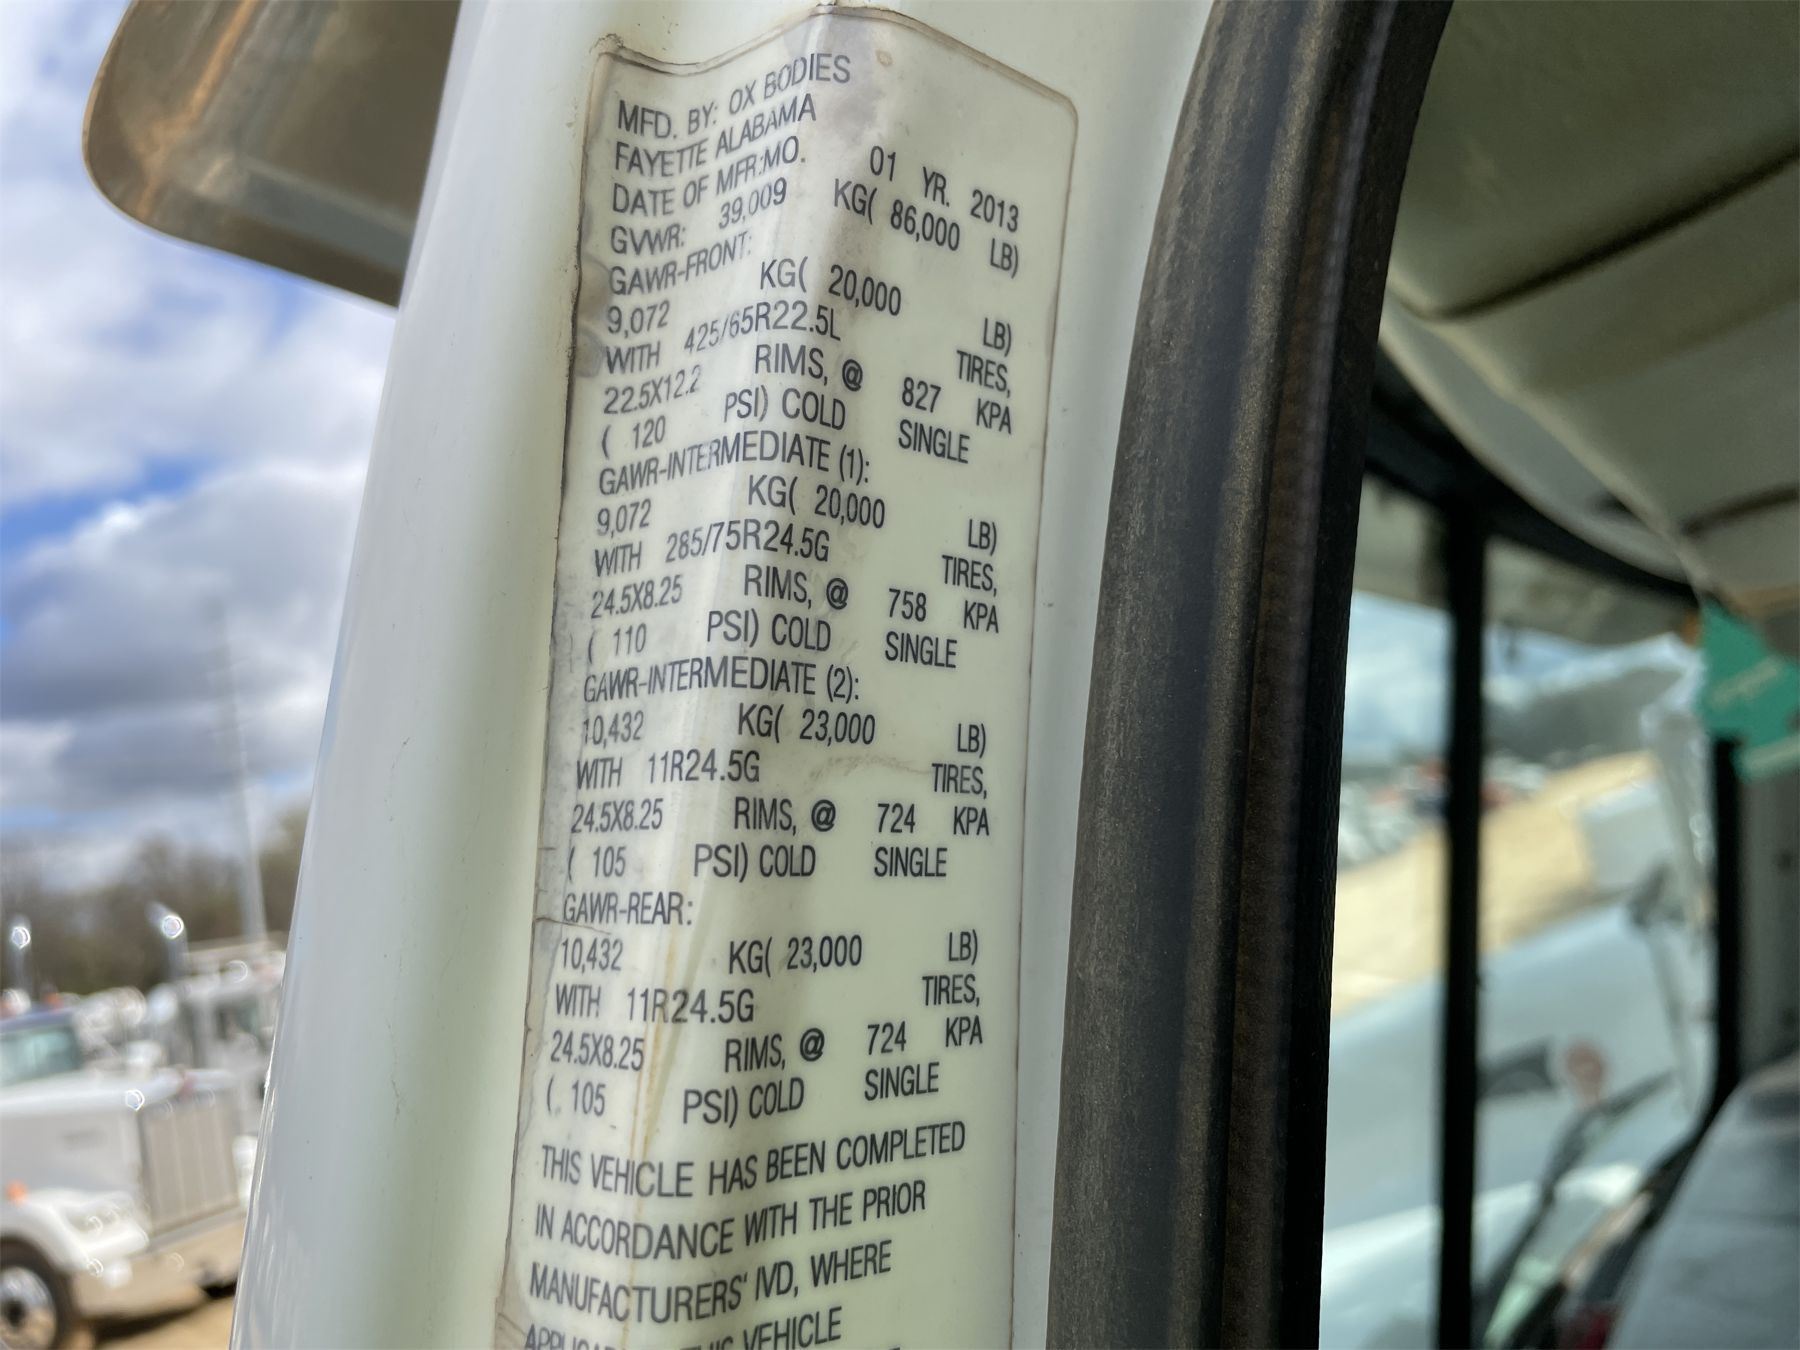 MFD. BY: OX BODIES
FAYETTE ALABAMA
DATE OF MFR:MO. 01 YR. 2013
GVWR: 39,009 KG( 86,000 LB)
GAWR-FRONT:
9,072 KG( 20,000 LB)
WITH 425/65R22.5L TIRES,
22.5X12.2 RIMS, @ 827 KPA
( 120 PSI) COLD SINGLE
GAWR-INTERMEDIATE (1):
9,072 KG( 20,000 LB)
WITH 285/75R24.5G TIRES,
24.5X8.25 RIMS, @ 758 KPA
( 110 PSI) COLD SINGLE
GAWR-INTERMEDIATE (2):
10,432 KG( 23,000 LB)
WITH 11R24.5G TIRES,
24.5X8.25 RIMS, @ 724 KPA
( 105 PSI) COLD SINGLE
GAWR-REAR:
10,432 KG( 23,000 LB)
WITH 11R24.5G TIRES,
24.5X8.25 RIMS, @ 724 KPA
( 105 PSI) COLD SINGLE
THIS VEHICLE HAS BEEN COMPLETED
IN ACCORDANCE WITH THE PRIOR
MANUFACTURERS' IVD, WHERE
VEHICLE